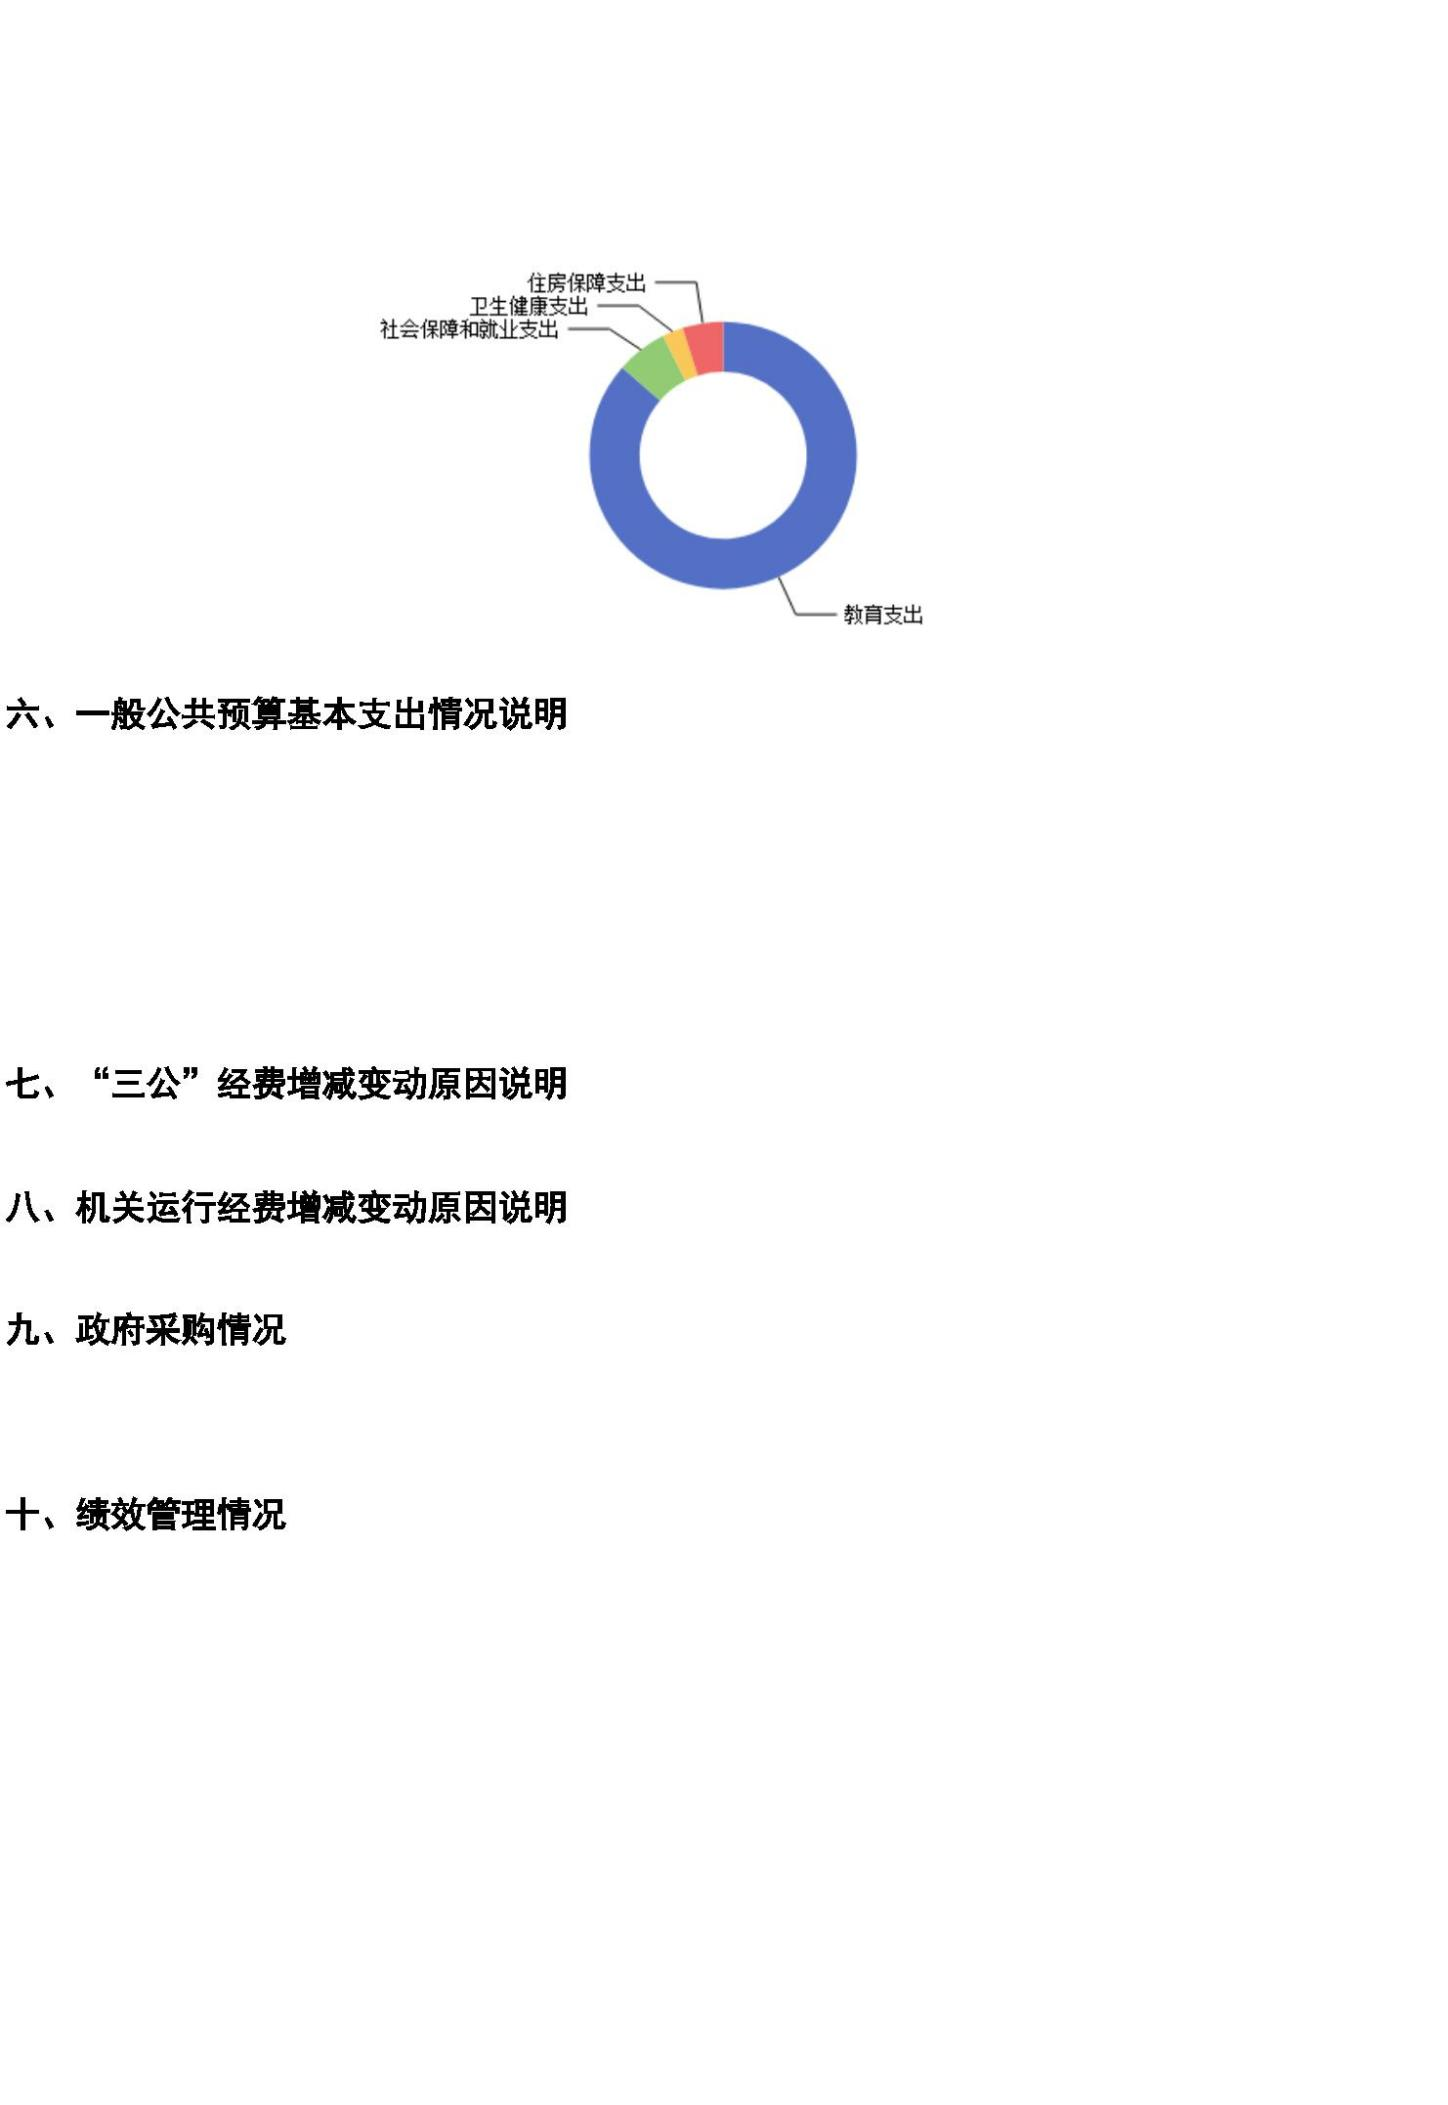 住房保障支出
卫生健康支出
社会保障和就业支出
教育支出
六、一般公共预算基本支出情况说明
七、“三公”经费增减变动原因说明
八、机关运行经费增减变动原因说明
九、政府采购情况
十、绩效管理情况